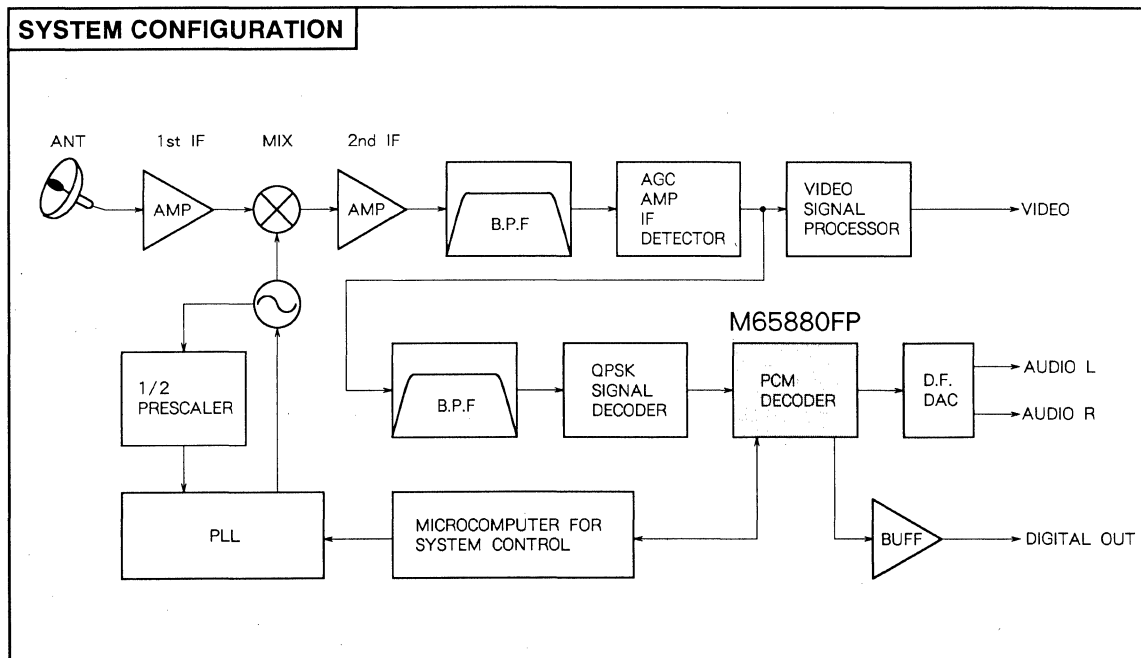 SYSTEM CONFIGURATION
ANT
1st IF
MIX
2nd IF
AMP
AMP
B.P.F
AGC
AMP
IF
DETECTOR
VIDEO
SIGNAL
PROCESSOR
VIDEO
M65880FP
1/2
PRESCALER
B.P.F
QPSK
SIGNAL
DECODER
PCM
DECODER
D.F.
DAC
AUDIO L
AUDIO R
PLL
MICROCOMPUTER FOR
SYSTEM CONTROL
BUFF
DIGITAL OUT